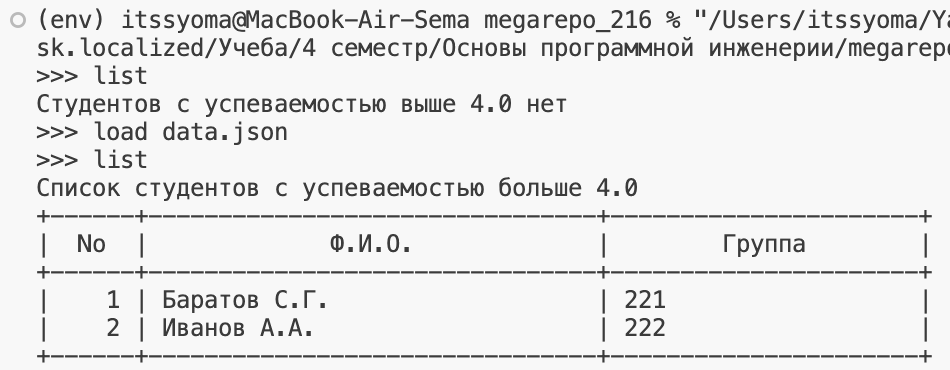 (env) itssyoma@MacBook-Air-Sema megarepo_216 % "/Users/itssyoma/
sk.localized/Учеба/4 семестр/Основы программной инженерии/megarep
>>> list
Студентов с успеваемостью выше 4.0 нет
>>> load data.json
>>> list
Список студентов с успеваемостью больше 4.0
+------+--------------------------------+----------------------+
| No | Ф.И.О. | Группа |
+------+--------------------------------+----------------------+
| 1 | Баратов С.Г. | 221 |
| 2 | Иванов А.А. | 222 |
+------+--------------------------------+----------------------+